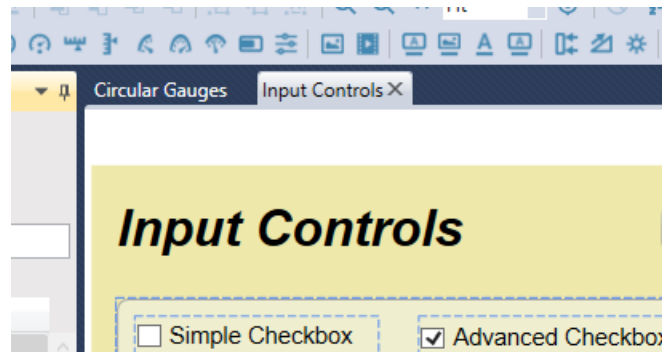 Circular Gauges Input Controls
Input Controls
Simple Checkbox Advanced Checkbox